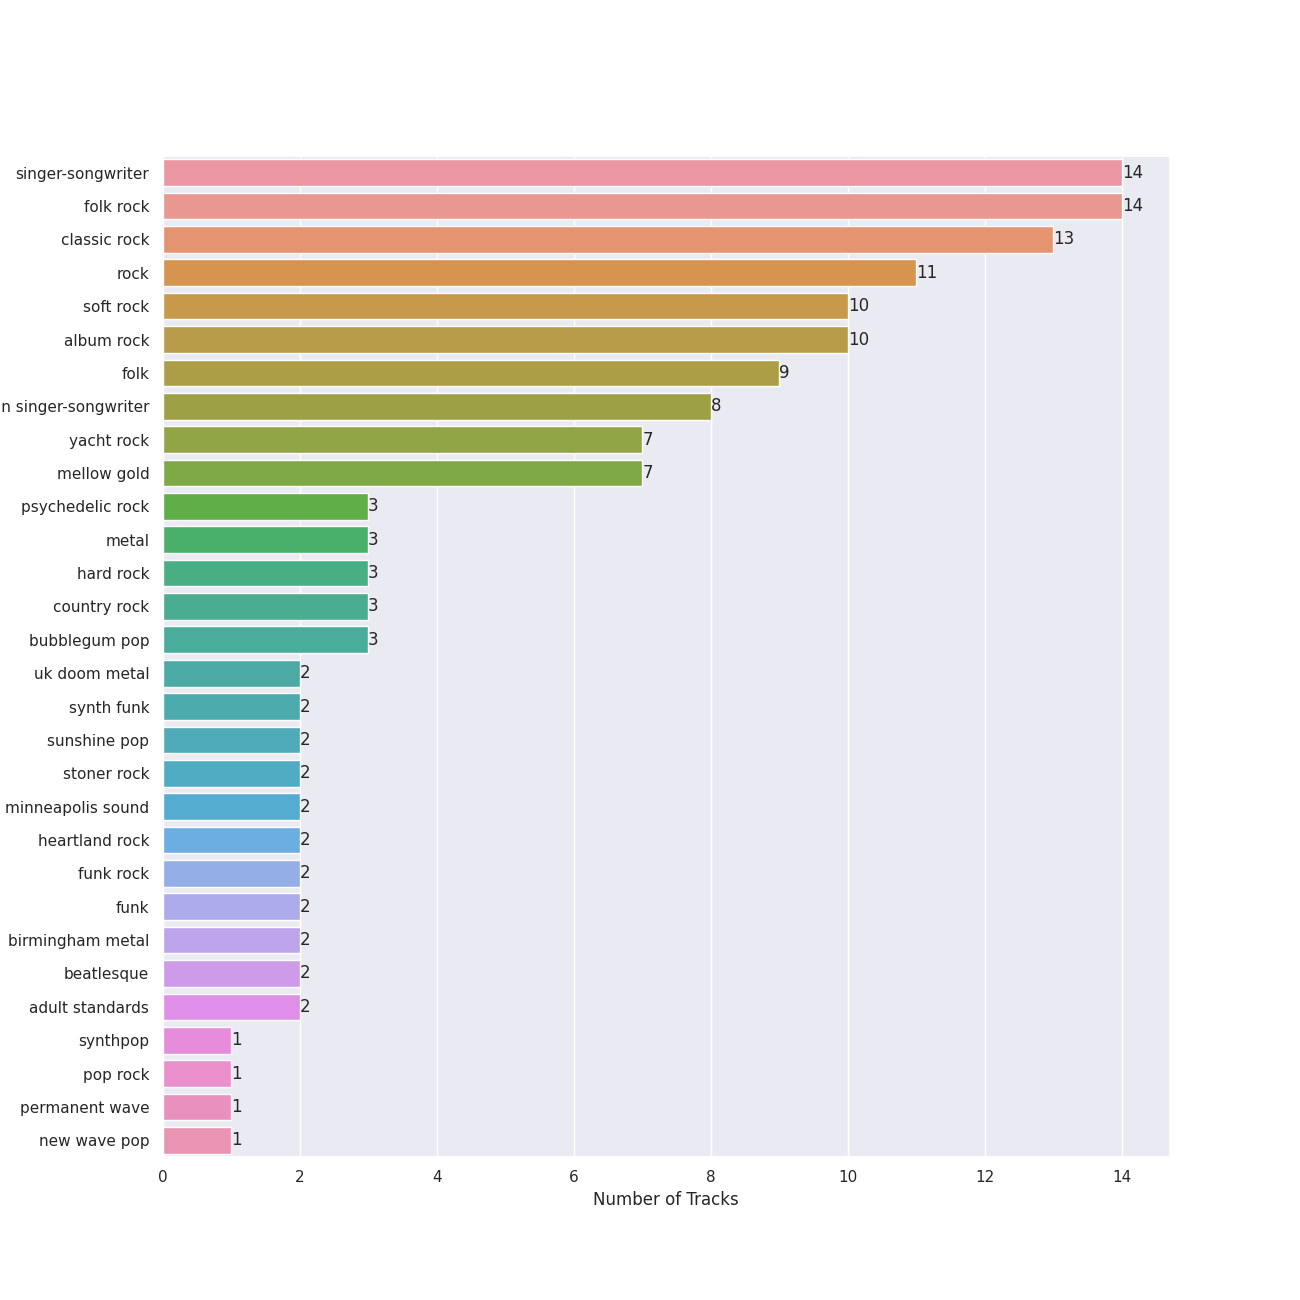 singer-songwriter 14
folk rock 14
classic rock 13
rock 11
soft rock 10
album rock 10
folk 9
n singer-songwriter 8
yacht rock 7
mellow gold 7
psychedelic rock 3
metal 3
hard rock 3
country rock 3
bubblegum pop 3
uk doom metal 2
synth funk 2
sunshine pop 2
stoner rock 2
minneapolis sound 2
heartland rock 2
funk rock 2
funk 2
birmingham metal 2
beatlesque 2
adult standards 2
synthpop 1
pop rock 1
permanent wave 1
new wave pop 1
0 2 4 6 8 10 12 14
Number of Tracks